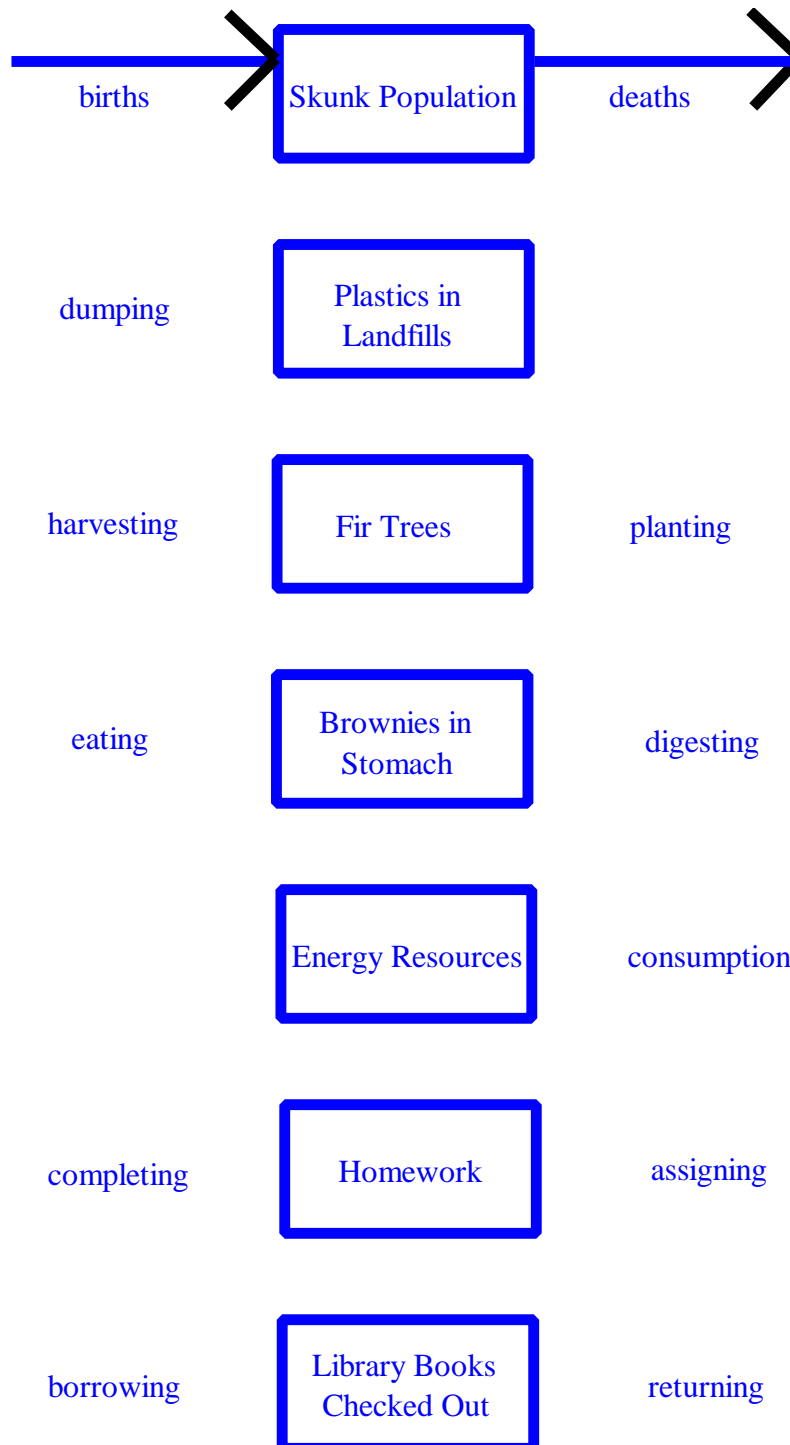 births
Skunk Population
deaths
dumping
Plastics in
Landfills
harvesting
Fir Trees
planting
eating
Brownies in
Stomach
digesting
Energy Resources
consumption
completing
Homework
assigning
borrowing
Library Books
Checked Out
returning